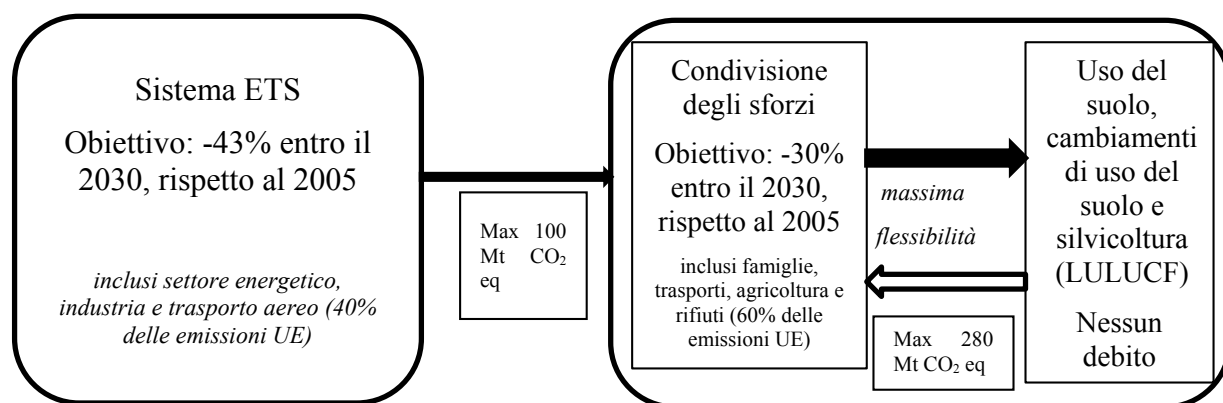 Sistema ETS
Obiettivo: -43% entro il
2030, rispetto al 2005
inclusi settore energetico,
industria e trasporto aereo (40%
delle emissioni UE)
Max 100
Mt CO₂
eq
Condivisione
degli sforzi
Obiettivo: -30%
entro il 2030,
rispetto al 2005
inclusi famiglie,
trasporti, agricoltura e
rifiuti (60% delle
emissioni UE)
massima
flessibilità
Max 280
Mt CO₂ eq
Uso del
suolo,
cambiamenti
di uso del
suolo e
silvicoltura
(LULUCF)
Nessun
debito